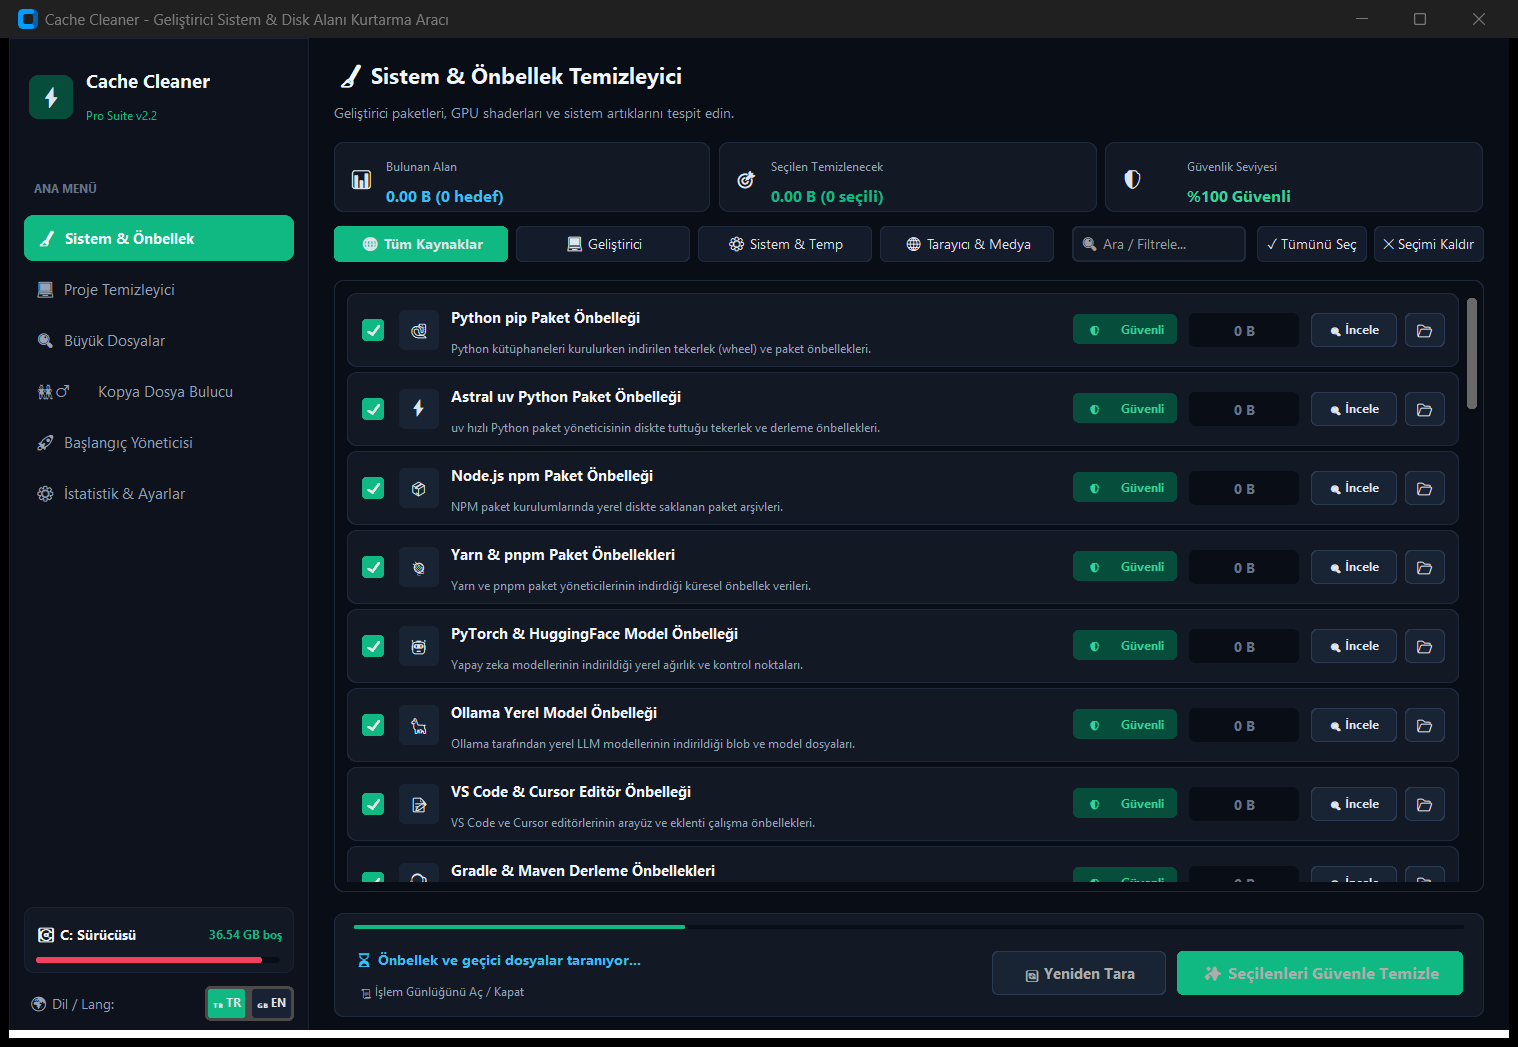 Cache Cleaner - Geliştirici Sistem & Disk Alanı Kurtarma Aracı
Cache Cleaner
Pro Suite v2.2
ANA MENÜ
Sistem & Önbellek
Proje Temizleyici
Büyük Dosyalar
Kopya Dosya Bulucu
Başlangıç Yöneticisi
İstatistik & Ayarlar
C: Sürücüsü 36.54 GB boş
Dil / Lang: TR TR GB EN
Sistem & Önbellek Temizleyici
Geliştirici paketleri, GPU shaderları ve sistem artıklarını tespit edin.
Bulunan Alan
0.00 B (0 hedef)
Seçilen Temizlenecek
0.00 B (0 seçili)
Güvenlik Seviyesi
%100 Güvenli
Tüm Kaynaklar Geliştirici Sistem & Temp Tarayıcı & Medya Ara / Filtrele... ✓ Tümünü Seç ✕ Seçimi Kaldır
Python pip Paket Önbelleği
Python kütüphaneleri kurulurken indirilen tekerlek (wheel) ve paket önbellekleri.
Güvenli 0 B İncele
Astral uv Python Paket Önbelleği
uv hızlı Python paket yöneticisinin diskte tuttuğu tekerlek ve derleme önbellekleri.
Güvenli 0 B İncele
Node.js npm Paket Önbelleği
NPM paket kurulumlarında yerel diskte saklanan paket arşivleri.
Güvenli 0 B İncele
Yarn & pnpm Paket Önbellekleri
Yarn ve pnpm paket yöneticilerinin indirdiği küresel önbellek verileri.
Güvenli 0 B İncele
PyTorch & HuggingFace Model Önbelleği
Yapay zeka modellerinin indirildiği yerel ağırlık ve kontrol noktaları.
Güvenli 0 B İncele
Ollama Yerel Model Önbelleği
Ollama tarafından yerel LLM modellerinin indirildiği blob ve model dosyaları.
Güvenli 0 B İncele
VS Code & Cursor Editör Önbelleği
VS Code ve Cursor editörlerinin arayüz ve eklenti çalışma önbellekleri.
Güvenli 0 B İncele
Gradle & Maven Derleme Önbellekleri
Güvenli 0 B İncele
Önbellek ve geçici dosyalar taranıyor...
İşlem Günlüğünü Aç / Kapat
Yeniden Tara
Seçilenleri Güvenle Temizle